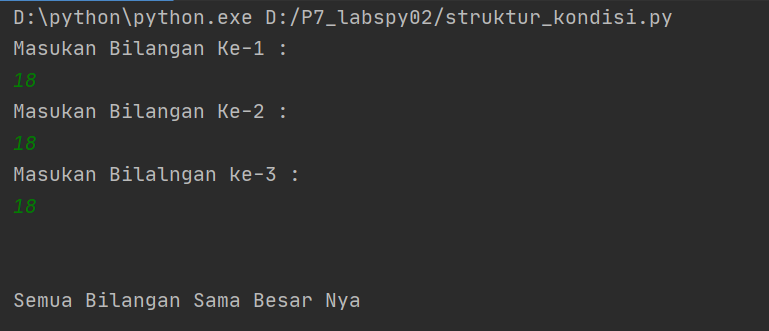 D:\python\python.exe D:/P7_labspy02/struktur_kondisi.py
Masukan Bilangan Ke-1 :
18
Masukan Bilangan Ke-2 :
18
Masukan Bilalngan ke-3 :
18
Semua Bilangan Sama Besar Nya